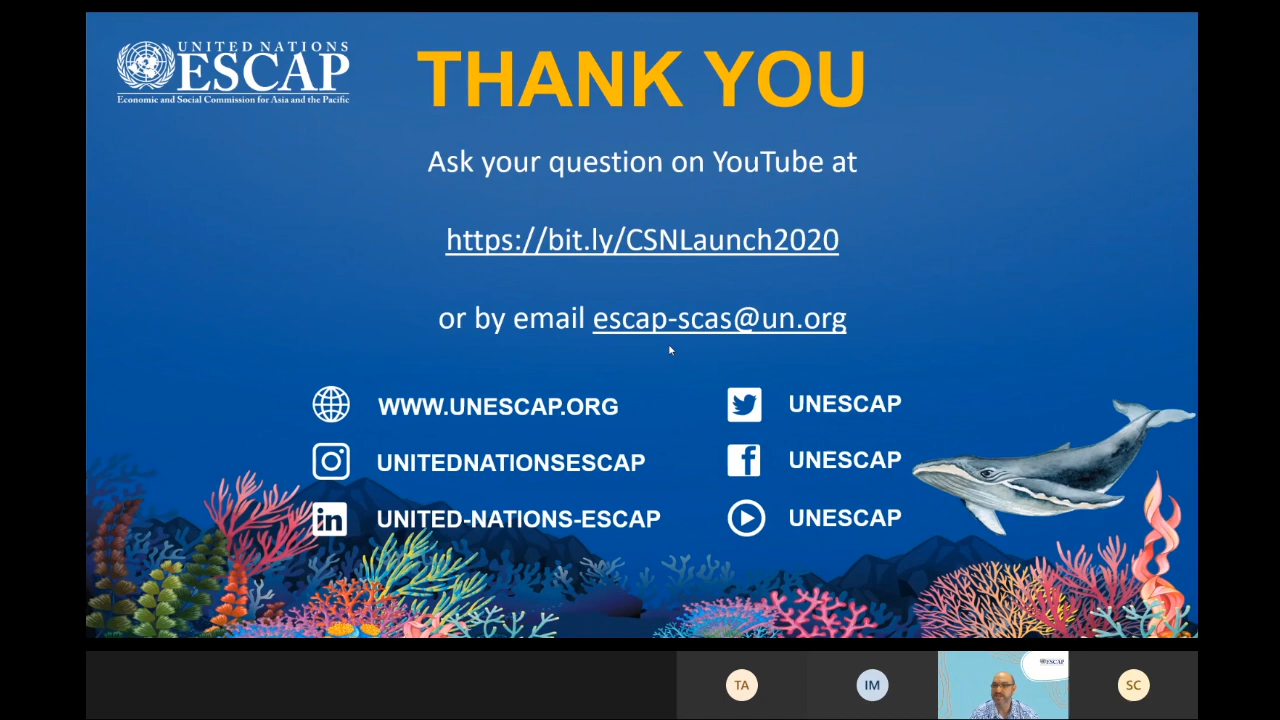 UNITED NATIONS
ESCAP
Economic and Social Commission for Asia and the Pacific
THANK YOU
Ask your question on YouTube at
https://bit.ly/CSNLaunch2020
or by email escap-scas@un.org
WWW.UNESCAP.ORG
UNESCAP
UNITEDNATIONSESCAP
UNESCAP
in
UNITED-NATIONS-ESCAP
UNESCAP
TA
IM
ESCAP
SC